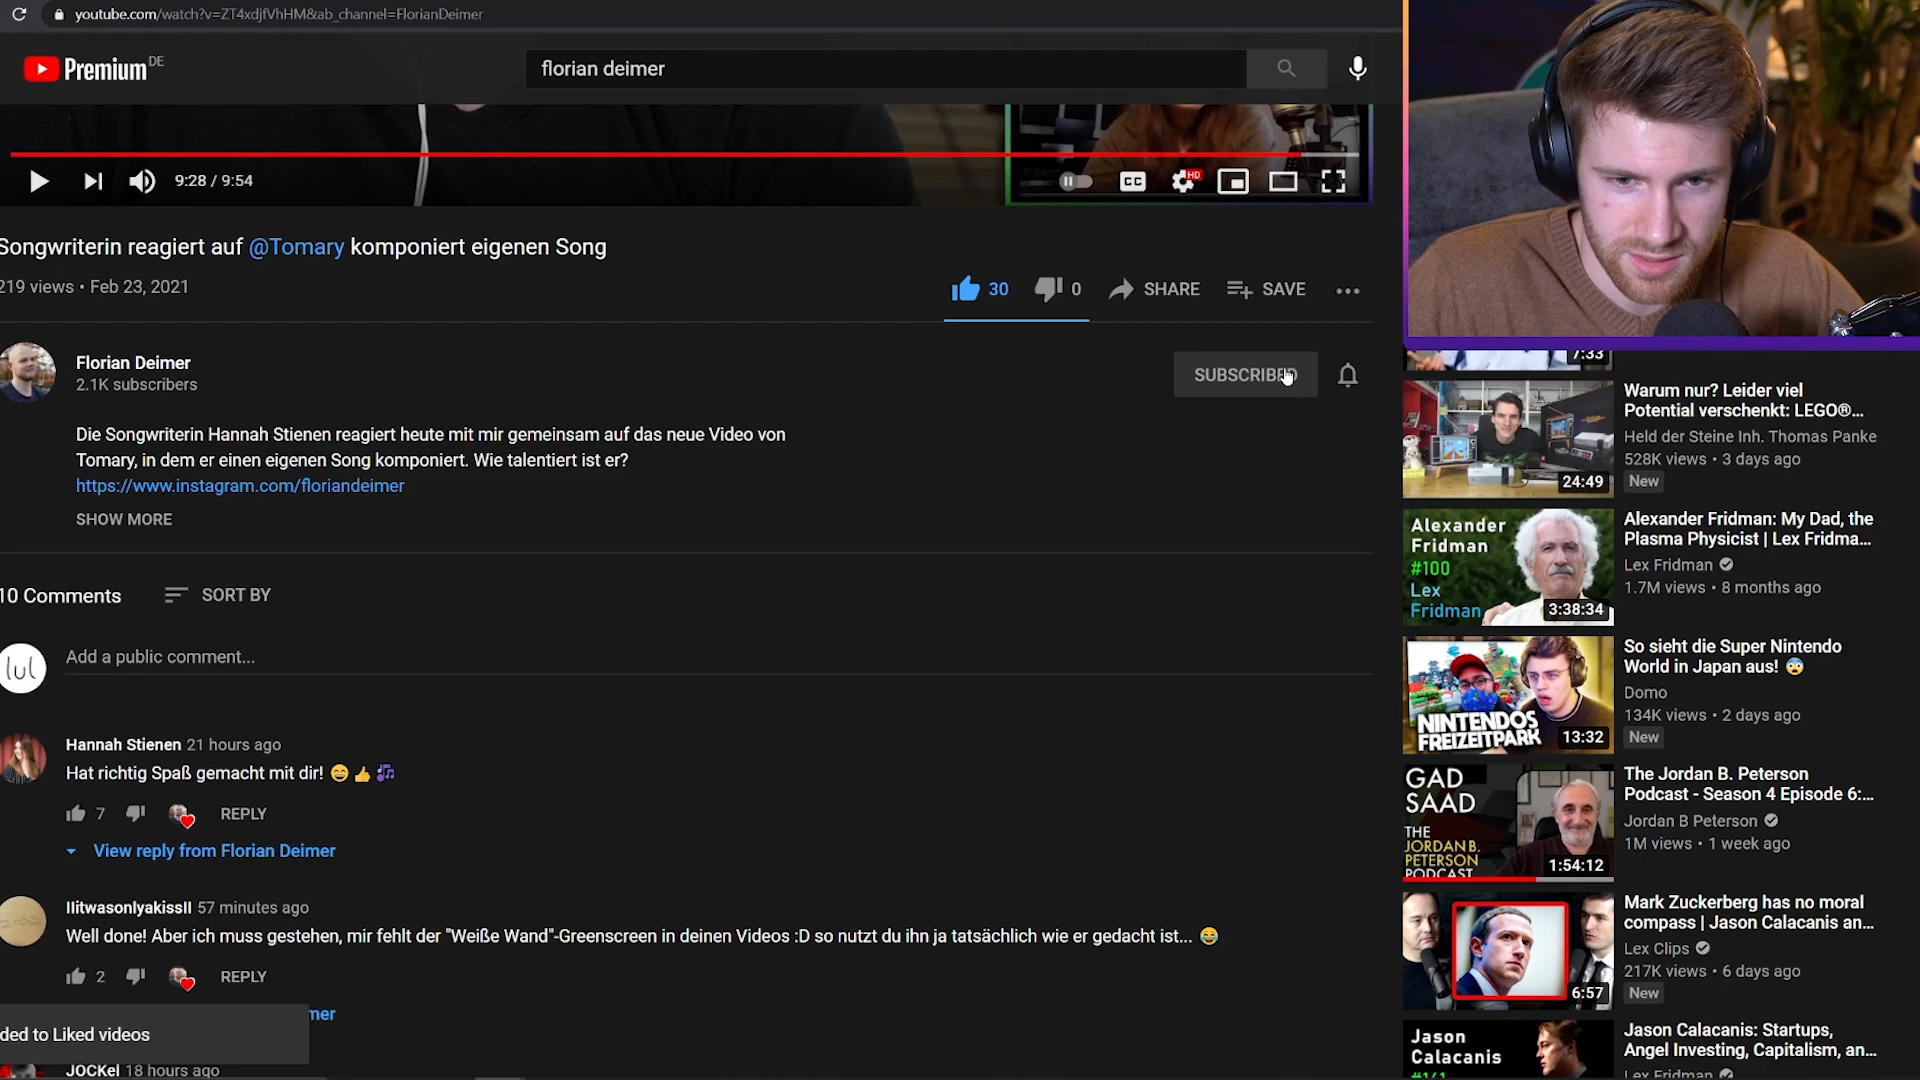 youtube.com/watch?v=ZT4xdjfVhHM&ab_channel=FlorianDeimer
Premium DE
florian deimer
9:28 / 9:54
CC
HD
Songwriterin reagiert auf @Tomary komponiert eigenen Song
219 views • Feb 23, 2021
30
0
SHARE
SAVE
Florian Deimer
2.1K subscribers
SUBSCRIBED
Die Songwriterin Hannah Stienen reagiert heute mit mir gemeinsam auf das neue Video von
Tomary, in dem er einen eigenen Song komponiert. Wie talentiert ist er?
https://www.instagram.com/floriandeimer
SHOW MORE
10 Comments
SORT BY
lul
Add a public comment...
Hannah Stienen 21 hours ago
Hat richtig Spaß gemacht mit dir! 😄 👍 🎶
7
REPLY
View reply from Florian Deimer
llitwasonlyakissll 57 minutes ago
Well done! Aber ich muss gestehen, mir fehlt der "Weiße Wand"-Greenscreen in deinen Videos :D so nutzt du ihn ja tatsächlich wie er gedacht ist... 😂
2
REPLY
mer
ded to Liked videos
JOCKel 18 hours ago
7:33
24:49
Warum nur? Leider viel
Potential verschenkt: LEGO®...
Held der Steine Inh. Thomas Panke
528K views • 3 days ago
New
Alexander
Fridman
#100
Lex
Fridman
3:38:34
Alexander Fridman: My Dad, the
Plasma Physicist | Lex Fridma...
Lex Fridman
1.7M views • 8 months ago
NINTENDOS
FREIZEITPARK
13:32
So sieht die Super Nintendo
World in Japan aus! 😨
Domo
134K views • 2 days ago
New
GAD
SAAD
THE
JORDAN B.
PETERSON
PODCAST
1:54:12
The Jordan B. Peterson
Podcast - Season 4 Episode 6:...
Jordan B Peterson
1M views • 1 week ago
6:57
Mark Zuckerberg has no moral
compass | Jason Calacanis an...
Lex Clips
217K views • 6 days ago
New
Jason
Calacanis
#161
Jason Calacanis: Startups,
Angel Investing, Capitalism, an...
Lex Fridman